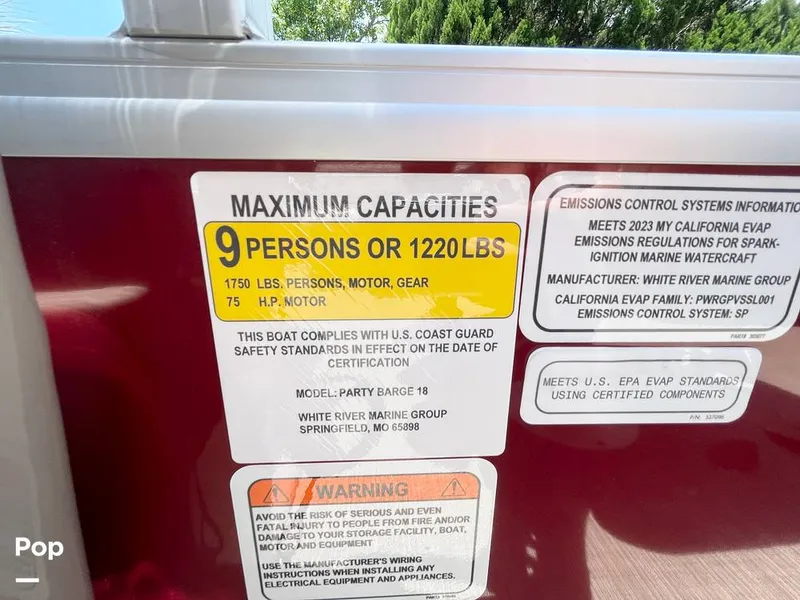 MAXIMUM CAPACITIES
9 PERSONS OR 1220 LBS
1750 LBS. PERSONS, MOTOR, GEAR
75 H.P. MOTOR
THIS BOAT COMPLIES WITH U.S. COAST GUARD
SAFETY STANDARDS IN EFFECT ON THE DATE OF
CERTIFICATION
MODEL: PARTY BARGE 18
WHITE RIVER MARINE GROUP
SPRINGFIELD, MO 65898
EMISSIONS CONTROL SYSTEMS INFORMATIO
MEETS 2023 MY CALIFORNIA EVAP
EMISSIONS REGULATIONS FOR SPARK-
IGNITION MARINE WATERCRAFT
MANUFACTURER: WHITE RIVER MARINE GROUP
CALIFORNIA EVAP FAMILY: PWRGPVSSL001
EMISSIONS CONTROL SYSTEM: SP
PART#
MEETS U.S. EPA EVAP STANDARDS
USING CERTIFIED COMPONENTS
P/N:
WARNING
AVOID THE RISK OF SERIOUS AND EVEN
FATAL INJURY TO PEOPLE FROM FIRE AND/OR
DAMAGE TO YOUR STORAGE FACILITY, BOAT,
MOTOR AND EQUIPMENT
USE THE MANUFACTURER'S WIRING
INSTRUCTIONS WHEN INSTALLING ANY
ELECTRICAL EQUIPMENT AND APPLIANCES.
PART#
Pop